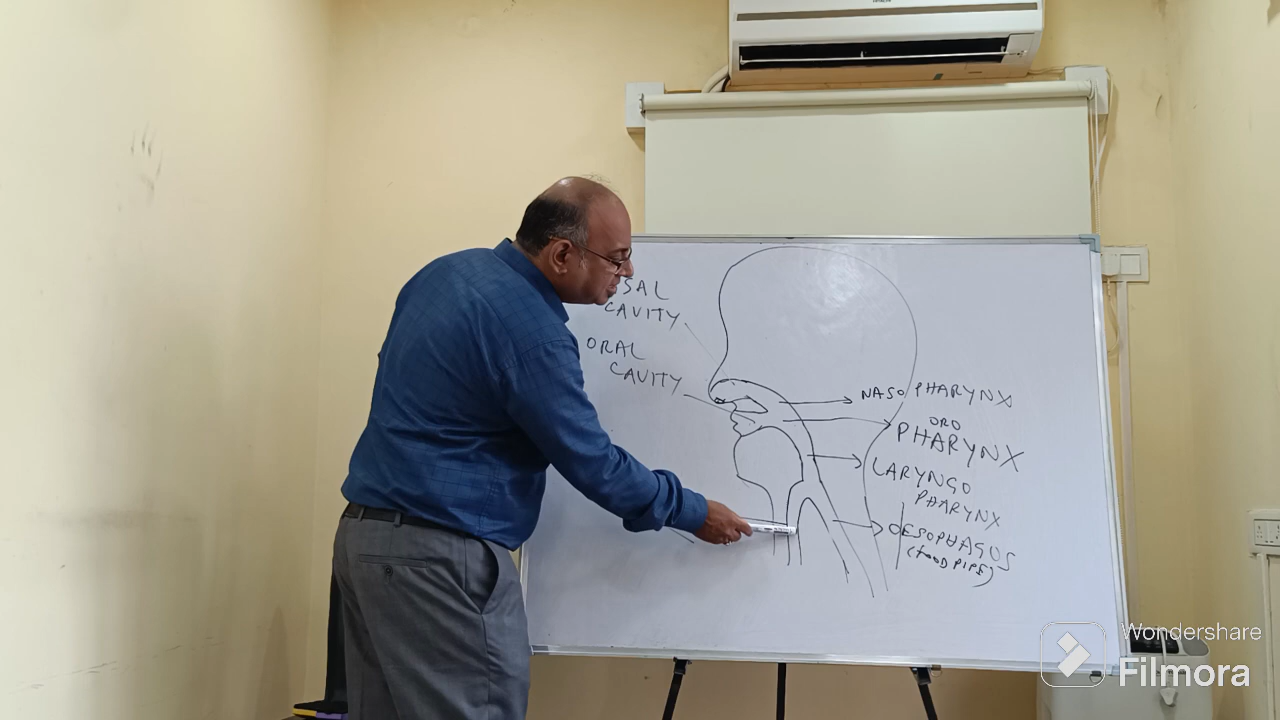 SAL
CAVITY
ORAL
CAVITY
NASO PHARYNX
ORO
PHARYNX
LARYNGO
PHARYNX
OESOPHAGUS
(FOOD PIPE)
Wondershare
Filmora